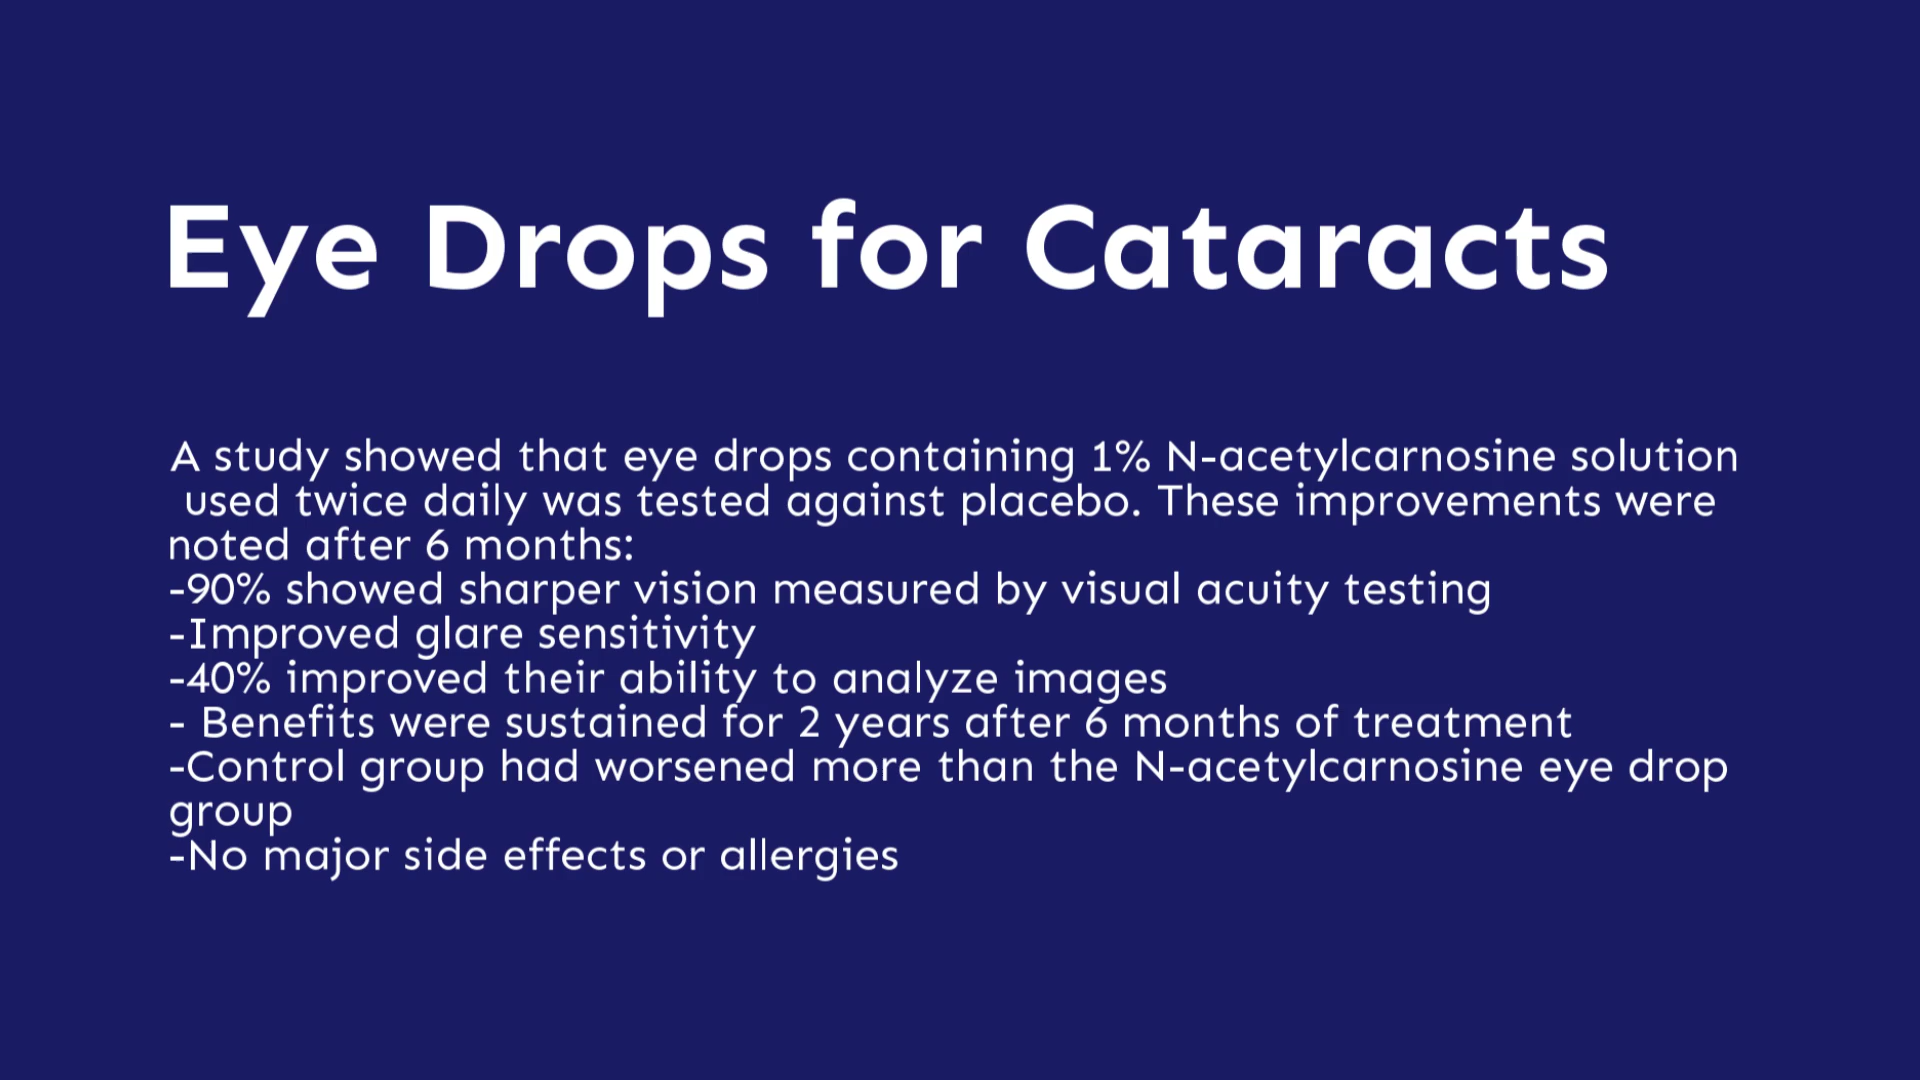 Eye Drops for Cataracts
A study showed that eye drops containing 1% N-acetylcarnosine solution
used twice daily was tested against placebo. These improvements were
noted after 6 months:
-90% showed sharper vision measured by visual acuity testing
-Improved glare sensitivity
-40% improved their ability to analyze images
- Benefits were sustained for 2 years after 6 months of treatment
-Control group had worsened more than the N-acetylcarnosine eye drop
group
-No major side effects or allergies